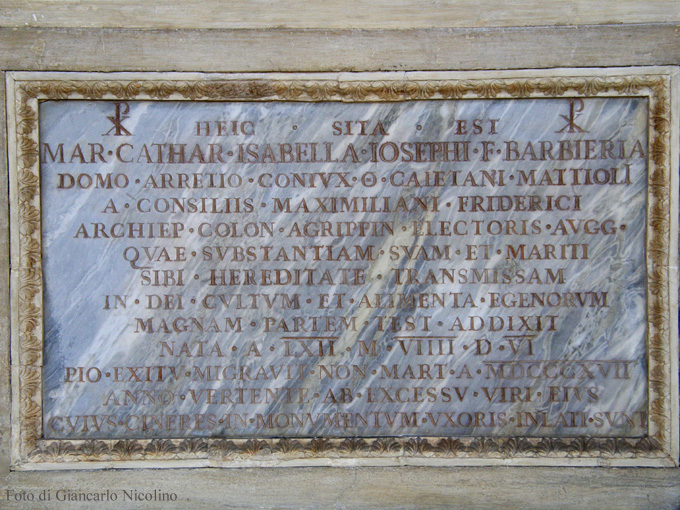 ☧ HEIC · SITA · EST ☧
MAR · CATHAR · ISABELLA · IOSEPHI · F · BARBIERIA
DOMO · ARRETIO · CONIVX · Θ · CAIETANI · MATTIOLI
A · CONSILIIS · MAXIMILIANI · FRIDERICI
ARCHIEP · COLON · AGRIPPIN · ELECTORIS · AVGG ·
QVAE · SVBSTANTIAM · SVAM · ET · MARITI
SIBI · HEREDITATE · TRANSMISSAM
IN · DEI · CVLTVM · ET · ALIMENTA · EGENORVM
MAGNAM · PARTEM · TEST · ADDIXIT
NATA · A · LXII · M · VIIII · D · VI
PIO · EXITV · MIGRAVIT · NON · MART · A · MDCCCXVII
ANNO · VERTENTE · AB · EXCESSV · VIRI · EIVS
CVIVS · CINERES · IN · MONVMENTVM · VXORIS · INLATI · SVNT
Foto di Giancarlo Nicolino